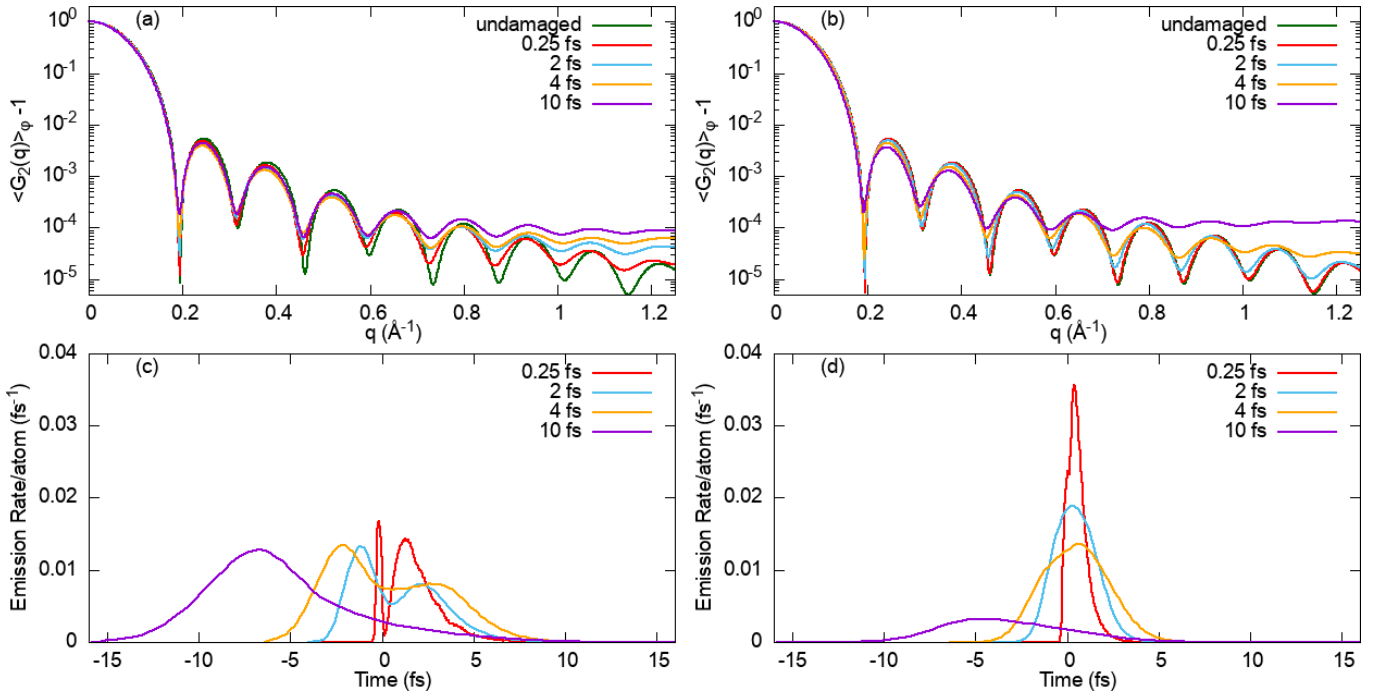 (a)
undamaged
0.25 fs
2 fs
4 fs
10 fs
10⁰
10⁻¹
10⁻²
10⁻³
10⁻⁴
10⁻⁵
<G₂(q)>φ -1
0 0.2 0.4 0.6 0.8 1 1.2
q (Å⁻¹)
(b)
undamaged
0.25 fs
2 fs
4 fs
10 fs
10⁰
10⁻¹
10⁻²
10⁻³
10⁻⁴
10⁻⁵
<G₂(q)>φ -1
0 0.2 0.4 0.6 0.8 1 1.2
q (Å⁻¹)
(c)
0.25 fs
2 fs
4 fs
10 fs
0.04
0.03
0.02
0.01
0
Emission Rate/atom (fs⁻¹)
-15 -10 -5 0 5 10 15
Time (fs)
(d)
0.25 fs
2 fs
4 fs
10 fs
0.04
0.03
0.02
0.01
0
Emission Rate/atom (fs⁻¹)
-15 -10 -5 0 5 10 15
Time (fs)